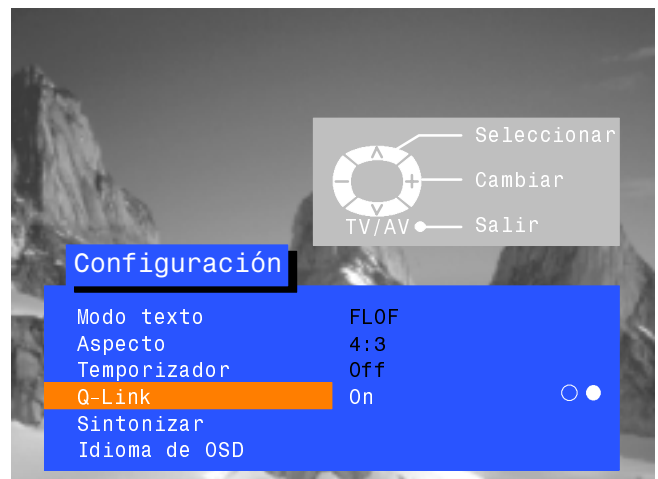 Seleccionar
Cambiar
TV/AV Salir
Configuración
Modo texto FLOF
Aspecto 4:3
Temporizador Off
Q-Link On
Sintonizar
Idioma de OSD